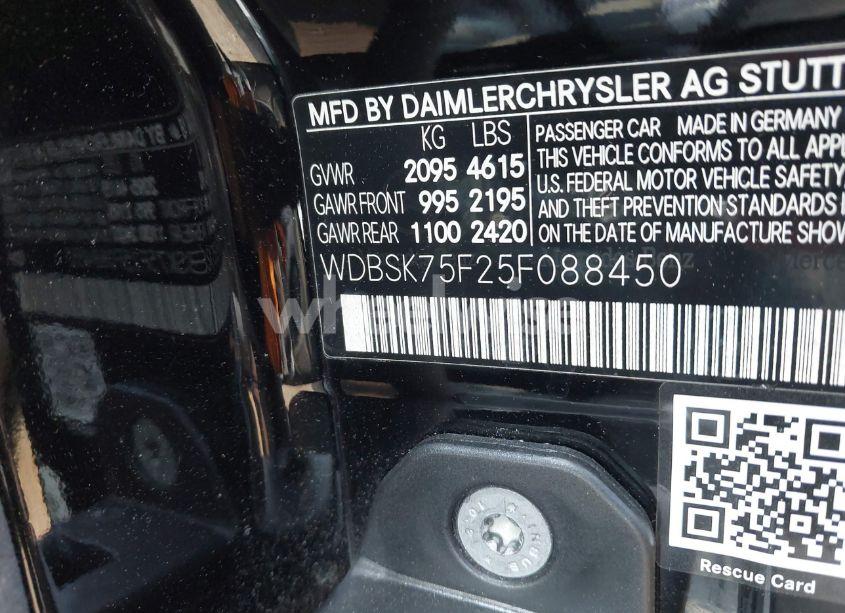 MFD BY DAIMLERCHRYSLER AG STUTT
KG LBS
GVWR 2095 4615
GAWR FRONT 995 2195
GAWR REAR 1100 2420
PASSENGER CAR MADE IN GERMANY
THIS VEHICLE CONFORMS TO ALL APPL
U.S. FEDERAL MOTOR VEHICLE SAFETY
AND THEFT PREVENTION STANDARDS
ON THE DATE OF MANUFACTURE SHOW
WDBSK75F25F088450
wheelwise
Rescue Card